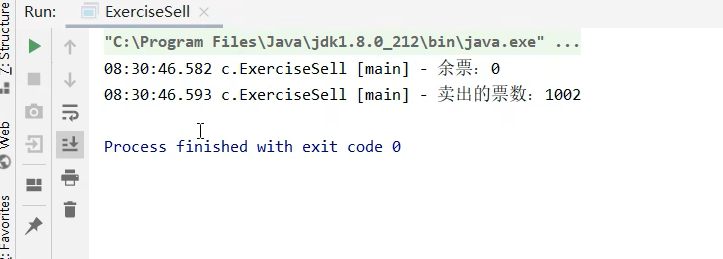 Run: ExerciseSell ×
"C:\Program Files\Java\jdk1.8.0_212\bin\java.exe" ...
08:30:46.582 c.ExerciseSell [main] - 余票：0
08:30:46.593 c.ExerciseSell [main] - 卖出的票数：1002
Process finished with exit code 0
Z: Structure
Web
Favorites